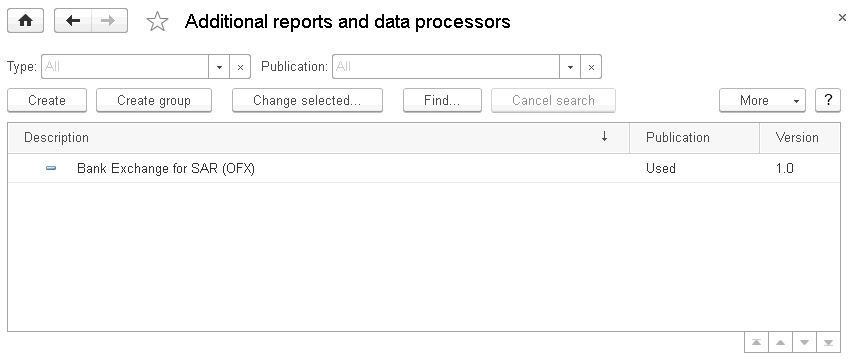 Additional reports and data processors
Type: All Publication: All
Create Create group Change selected... Find... Cancel search More ?
Description Publication Version
Bank Exchange for SAR (OFX) Used 1.0